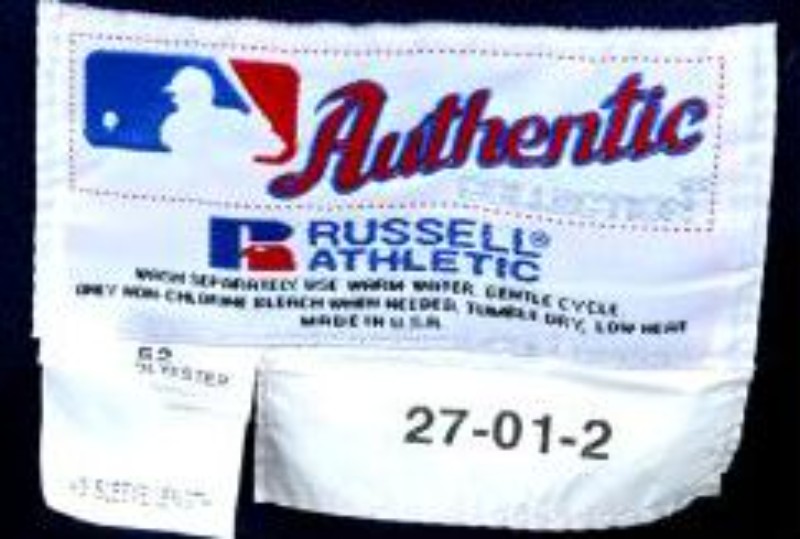 Authentic
RUSSELL®
ATHLETIC
WASH SEPARATELY USE WARM WATER GENTLE CYCLE
ONLY NON-CHLORINE BLEACH WHEN NEEDED, TUMBLE DRY, LOW HEAT
MADE IN U.S.A.
52
27-01-2